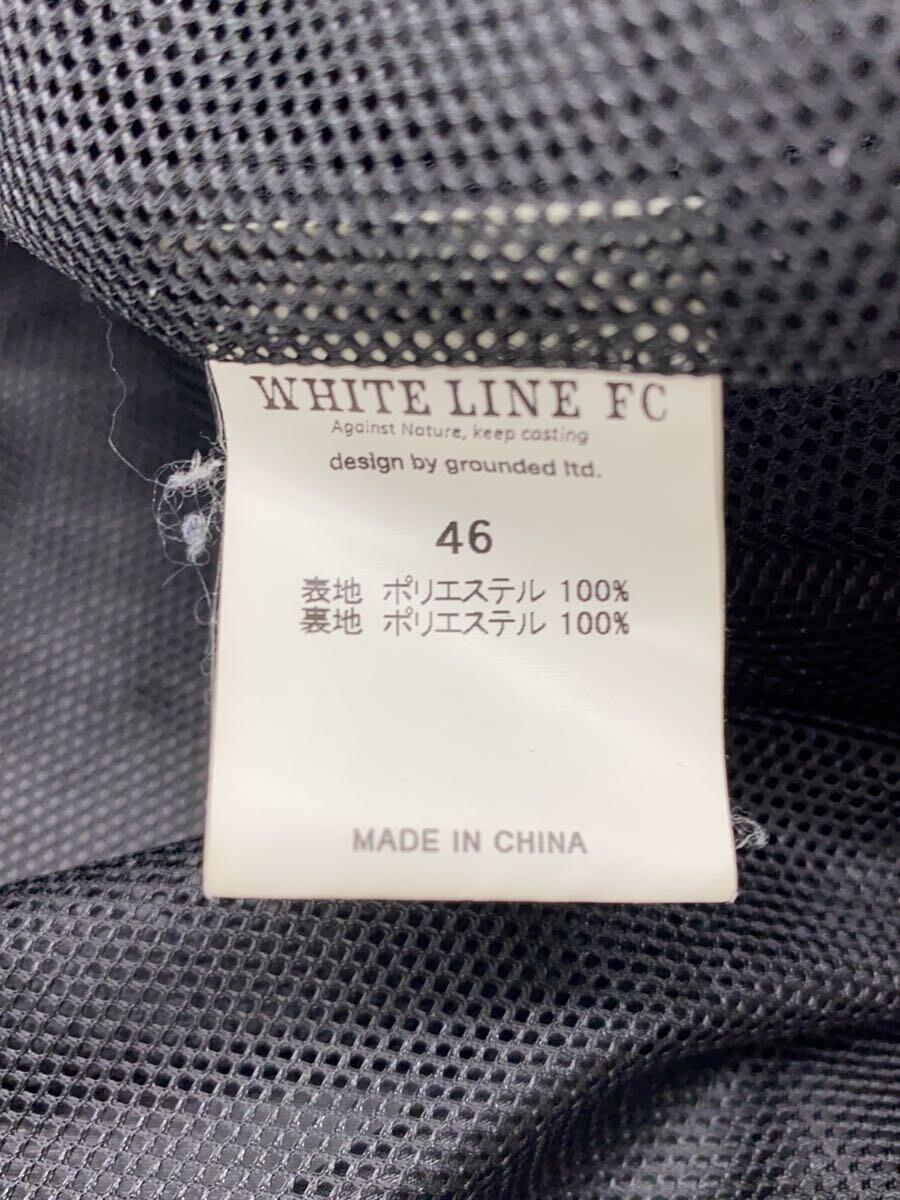 WHITE LINE FC
Against Nature, keep casting
design by grounded ltd.
46
表地 ポリエステル 100%
裏地 ポリエステル 100%
MADE IN CHINA